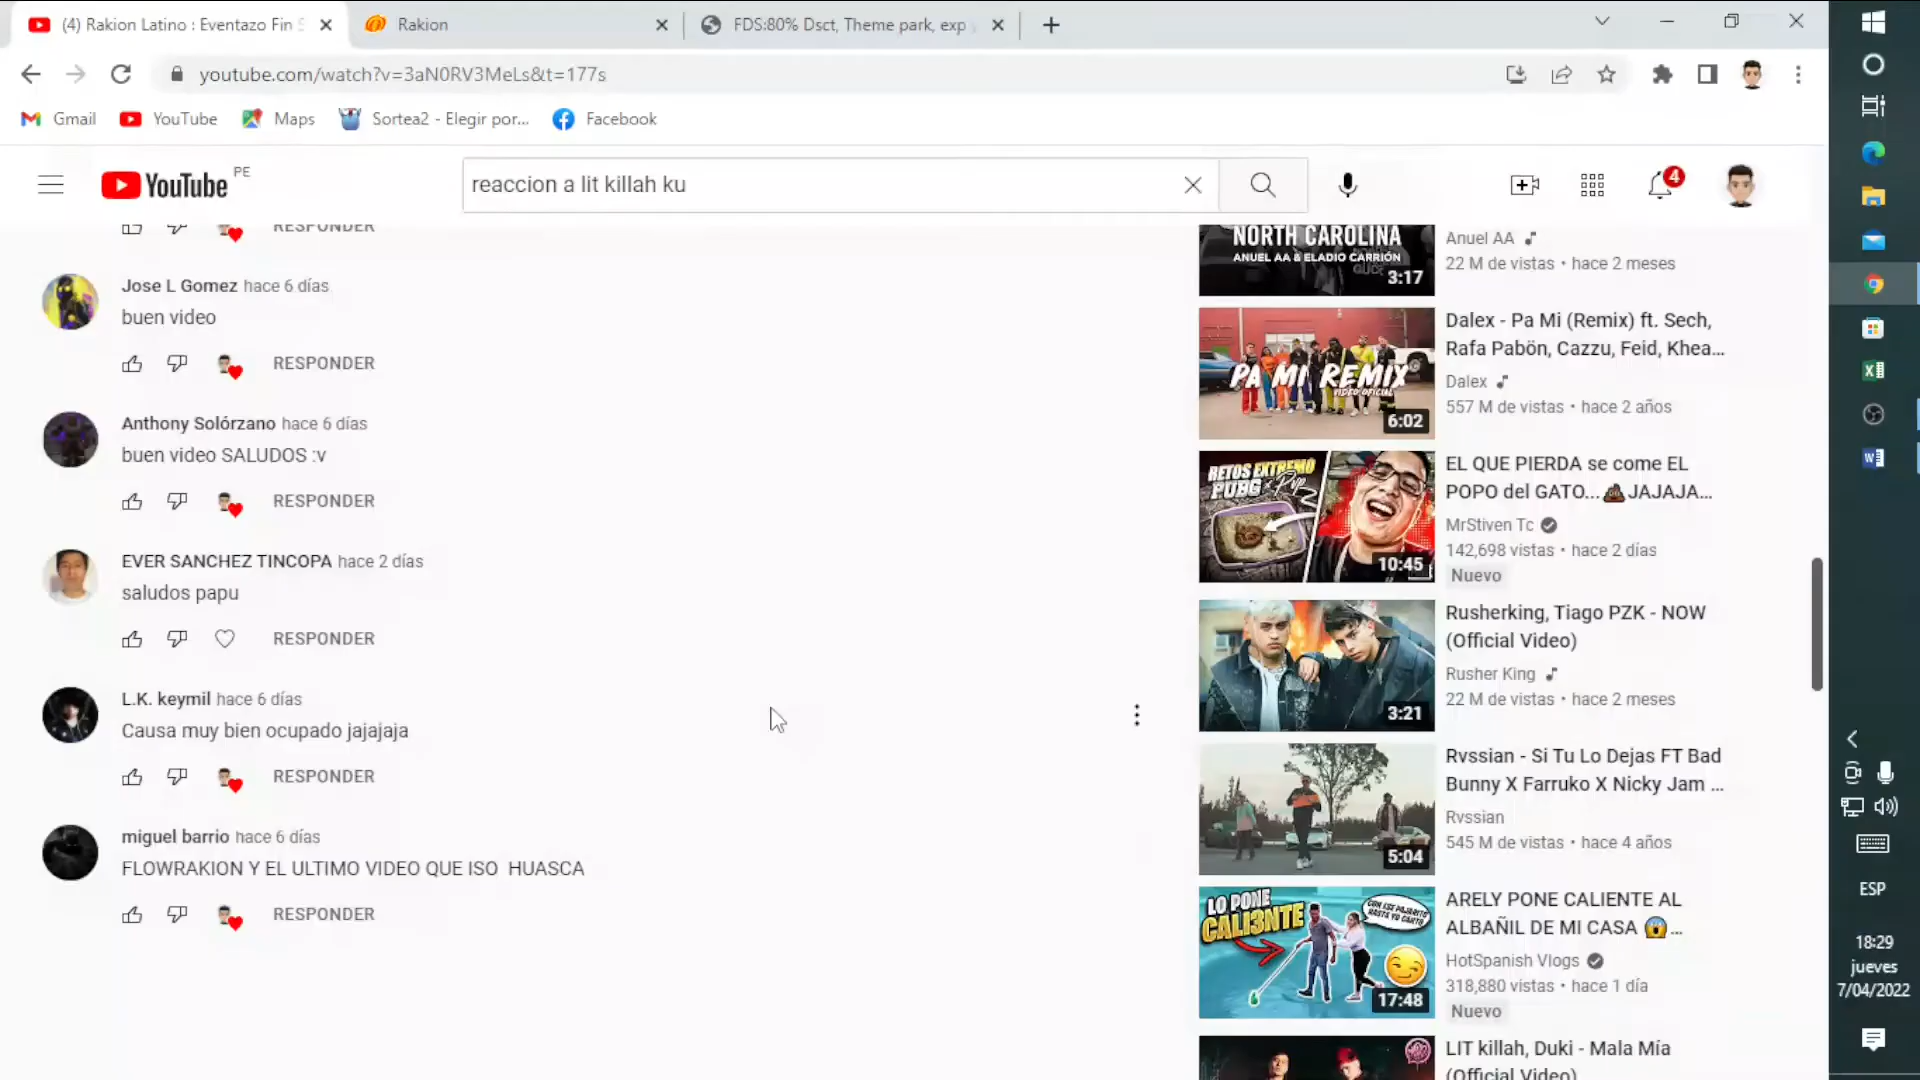 (4) Rakion Latino : Eventazo Fin S
Rakion
FDS:80% Dsct, Theme park, exp y
youtube.com/watch?v=3aN0RV3MeLs&t=177s
Gmail
YouTube
Maps
Sortea2 - Elegir por...
Facebook
YouTube PE
reaccion a lit killah ku
4
RESPONDER
Jose L Gomez hace 6 días
buen video
RESPONDER
Anthony Solórzano hace 6 días
buen video SALUDOS :v
RESPONDER
EVER SANCHEZ TINCOPA hace 2 días
saludos papu
RESPONDER
L.K. keymil hace 6 días
Causa muy bien ocupado jajajaja
RESPONDER
miguel barrio hace 6 días
FLOWRAKION Y EL ULTIMO VIDEO QUE ISO HUASCA
RESPONDER
NORTH CAROLINA
ANUEL AA & ELADIO CARRIÓN
3:17
Anuel AA
22 M de vistas • hace 2 meses
PA MI REMIX
VIDEO OFICIAL
6:02
Dalex - Pa Mi (Remix) ft. Sech,
Rafa Pabön, Cazzu, Feid, Khea...
Dalex
557 M de vistas • hace 2 años
RETOS EXTREMO
PUBG x Pvp
10:45
EL QUE PIERDA se come EL
POPO del GATO...💩JAJAJA...
MrStiven Tc
142,698 vistas • hace 2 días
Nuevo
3:21
Rusherking, Tiago PZK - NOW
(Official Video)
Rusher King
22 M de vistas • hace 2 meses
5:04
Rvssian - Si Tu Lo Dejas FT Bad
Bunny X Farruko X Nicky Jam ...
Rvssian
545 M de vistas • hace 4 años
LO PONE
CALI3NTE
CON ESE PAJARITO
HASTA YO CANTO
17:48
ARELY PONE CALIENTE AL
ALBAÑIL DE MI CASA 😱...
HotSpanish Vlogs
318,880 vistas • hace 1 día
Nuevo
LIT killah, Duki - Mala Mía
(Official Video)
ESP
18:29
jueves
7/04/2022